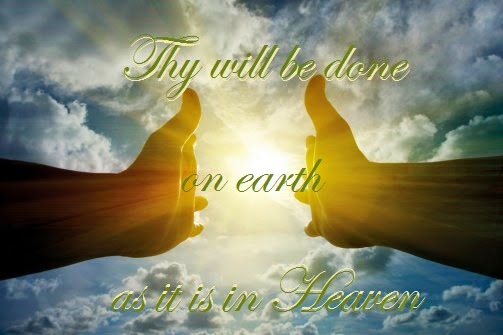 Thy will be done
on earth
as it is in Heaven